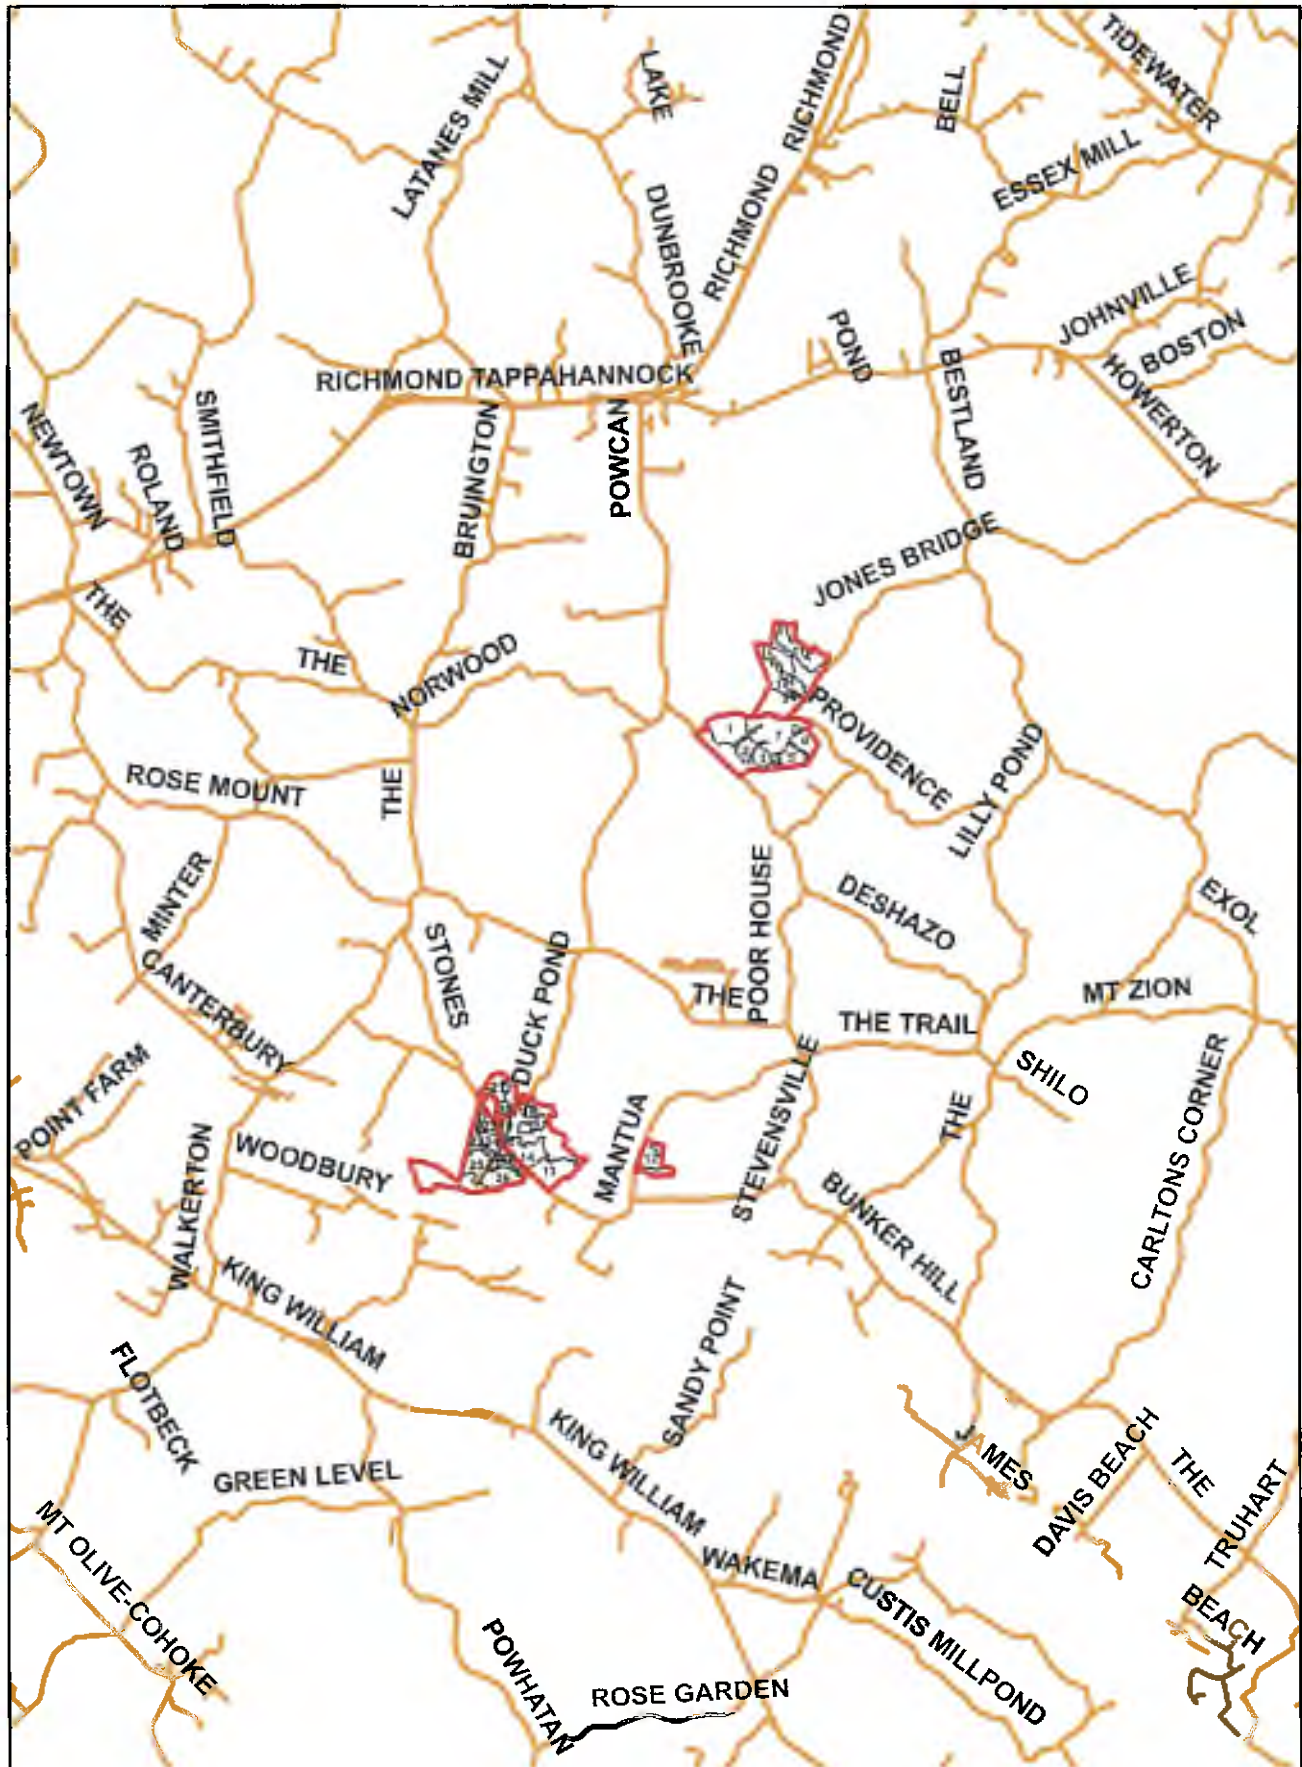 TIDEWATER
LATANES MILL
LAKE
RICHMOND
BELL
ESSEX MILL
DUNBROOKE
RICHMOND
JOHNVILLE
POND
BOSTON
RICHMOND TAPPAHANNOCK
BESTLAND
HOWERTON
NEWTOWN
SMITHFIELD
ROLAND
BRUINGTON
POWCAN
JONES BRIDGE
THE
THE
NORWOOD
PROVIDENCE
LILLY POND
ROSE MOUNT
THE
MINTER
POOR HOUSE
DESHAZO
EXOL
STONES
DUCK POND
CANTERBURY
THE
THE TRAIL
MT ZION
SHILO
POINT FARM
THE
CARLTONS CORNER
WALKERTON
WOODBURY
MANTUA
STEVENSVILLE
BUNKER HILL
KING WILLIAM
SANDY POINT
FLOTBECK
KING WILLIAM
JAMES
DAVIS BEACH
THE
TRUHART
GREEN LEVEL
MT OLIVE-COHOKE
WAKEMA
CUSTIS MILLPOND
BEACH
POWHATAN
ROSE GARDEN